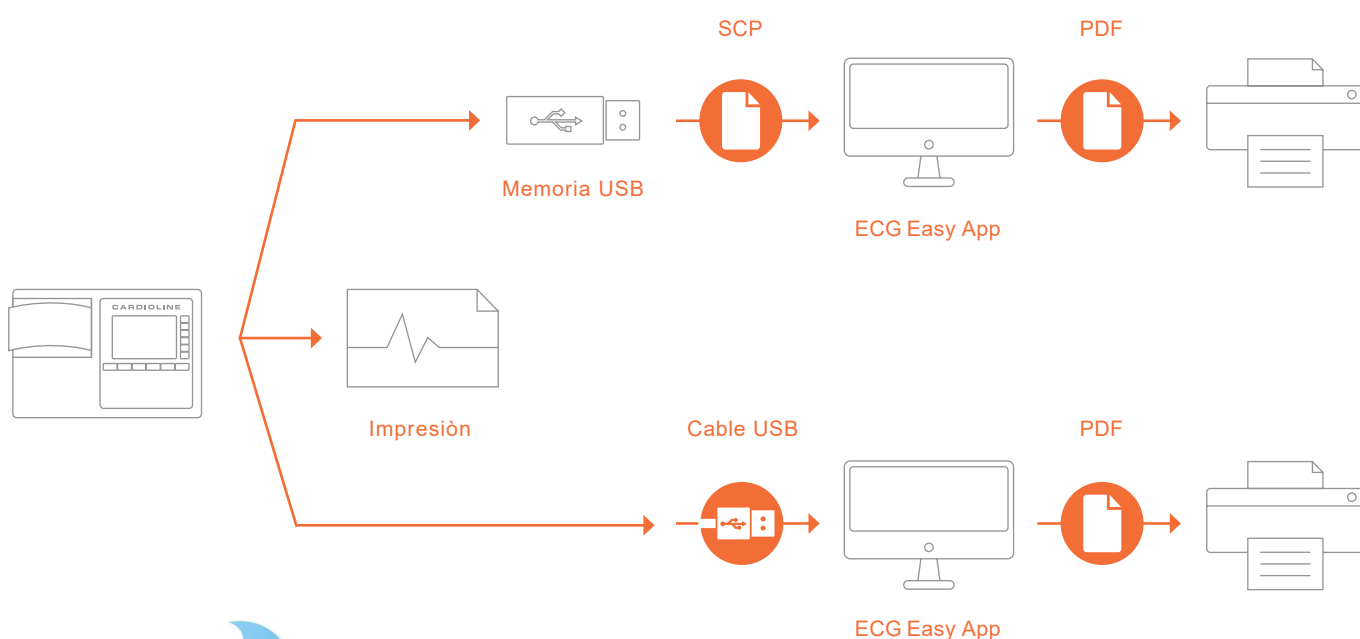 SCP
PDF
Memoria USB
ECG Easy App
CARDIOLINE
Impresiòn
Cable USB
PDF
ECG Easy App